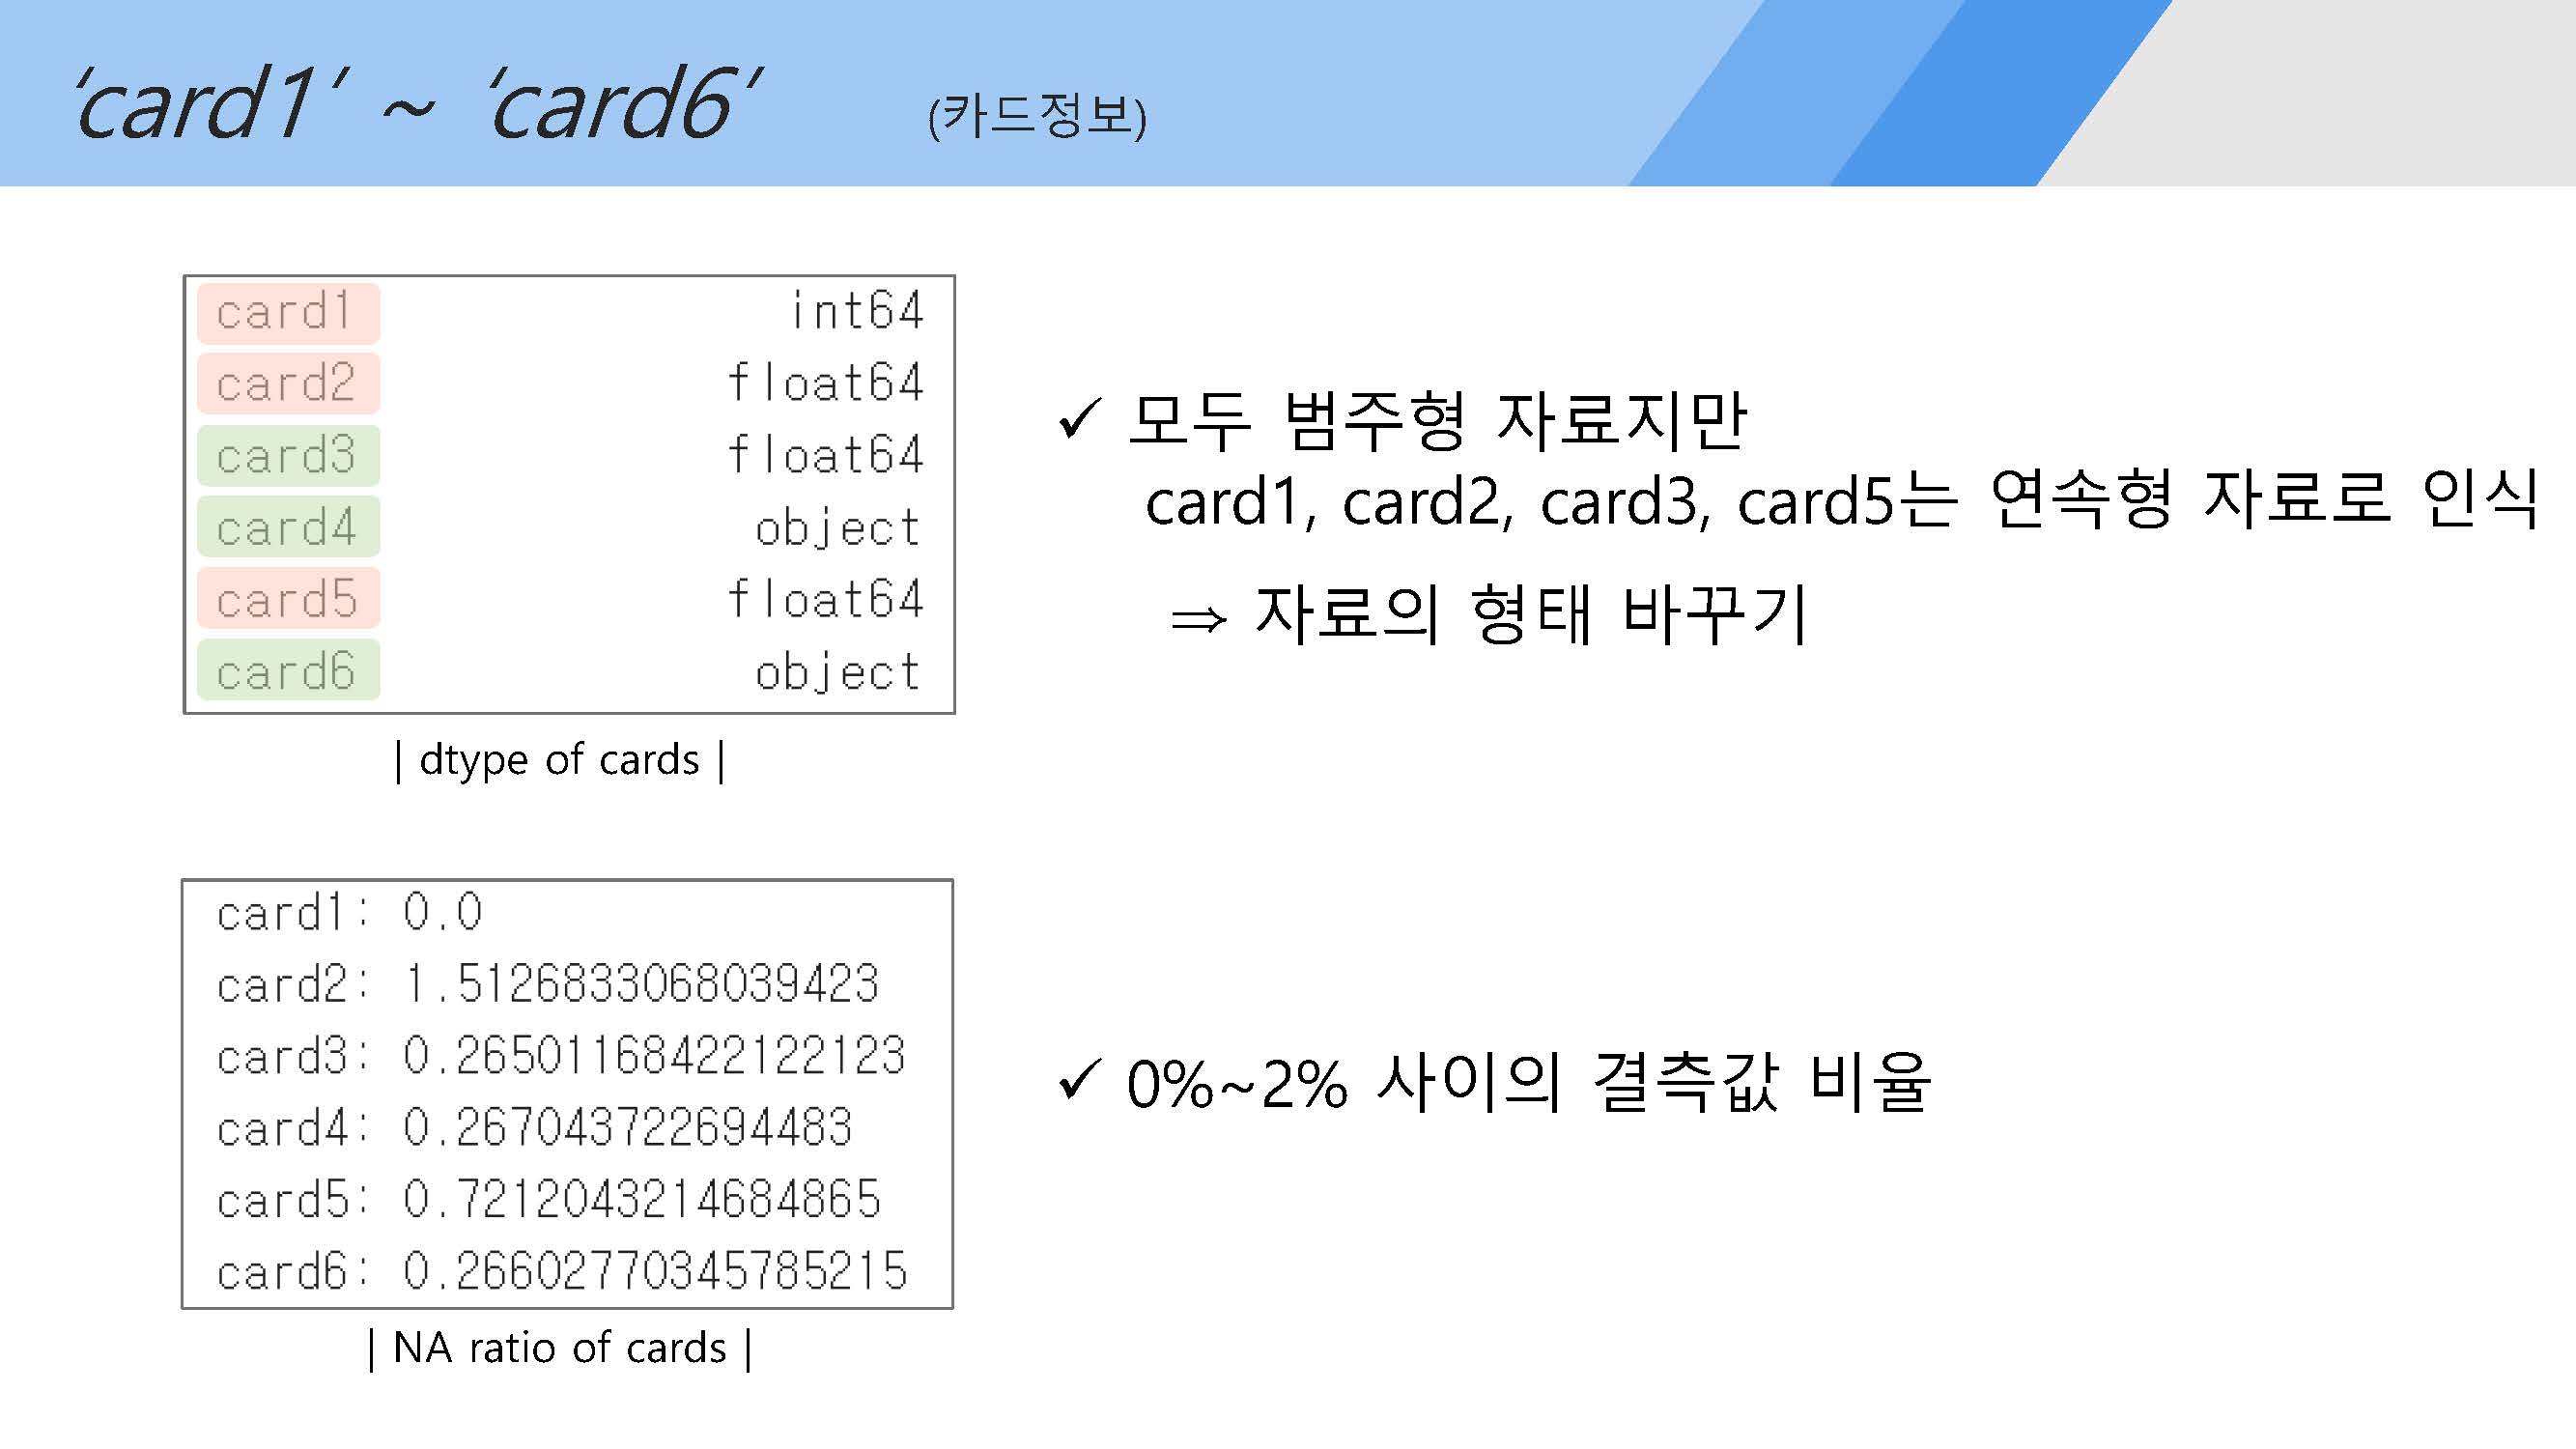 ‘card1’ ~ ‘card6’ (카드정보)
card1 int64
card2 float64
card3 float64
card4 object
card5 float64
card6 object
| dtype of cards |
✓ 모두 범주형 자료지만
card1, card2, card3, card5는 연속형 자료로 인식
⇒ 자료의 형태 바꾸기
card1: 0.0
card2: 1.5126833068039423
card3: 0.26501168422122123
card4: 0.267043722694483
card5: 0.7212043214684865
card6: 0.26602770345785215
| NA ratio of cards |
✓ 0%~2% 사이의 결측값 비율